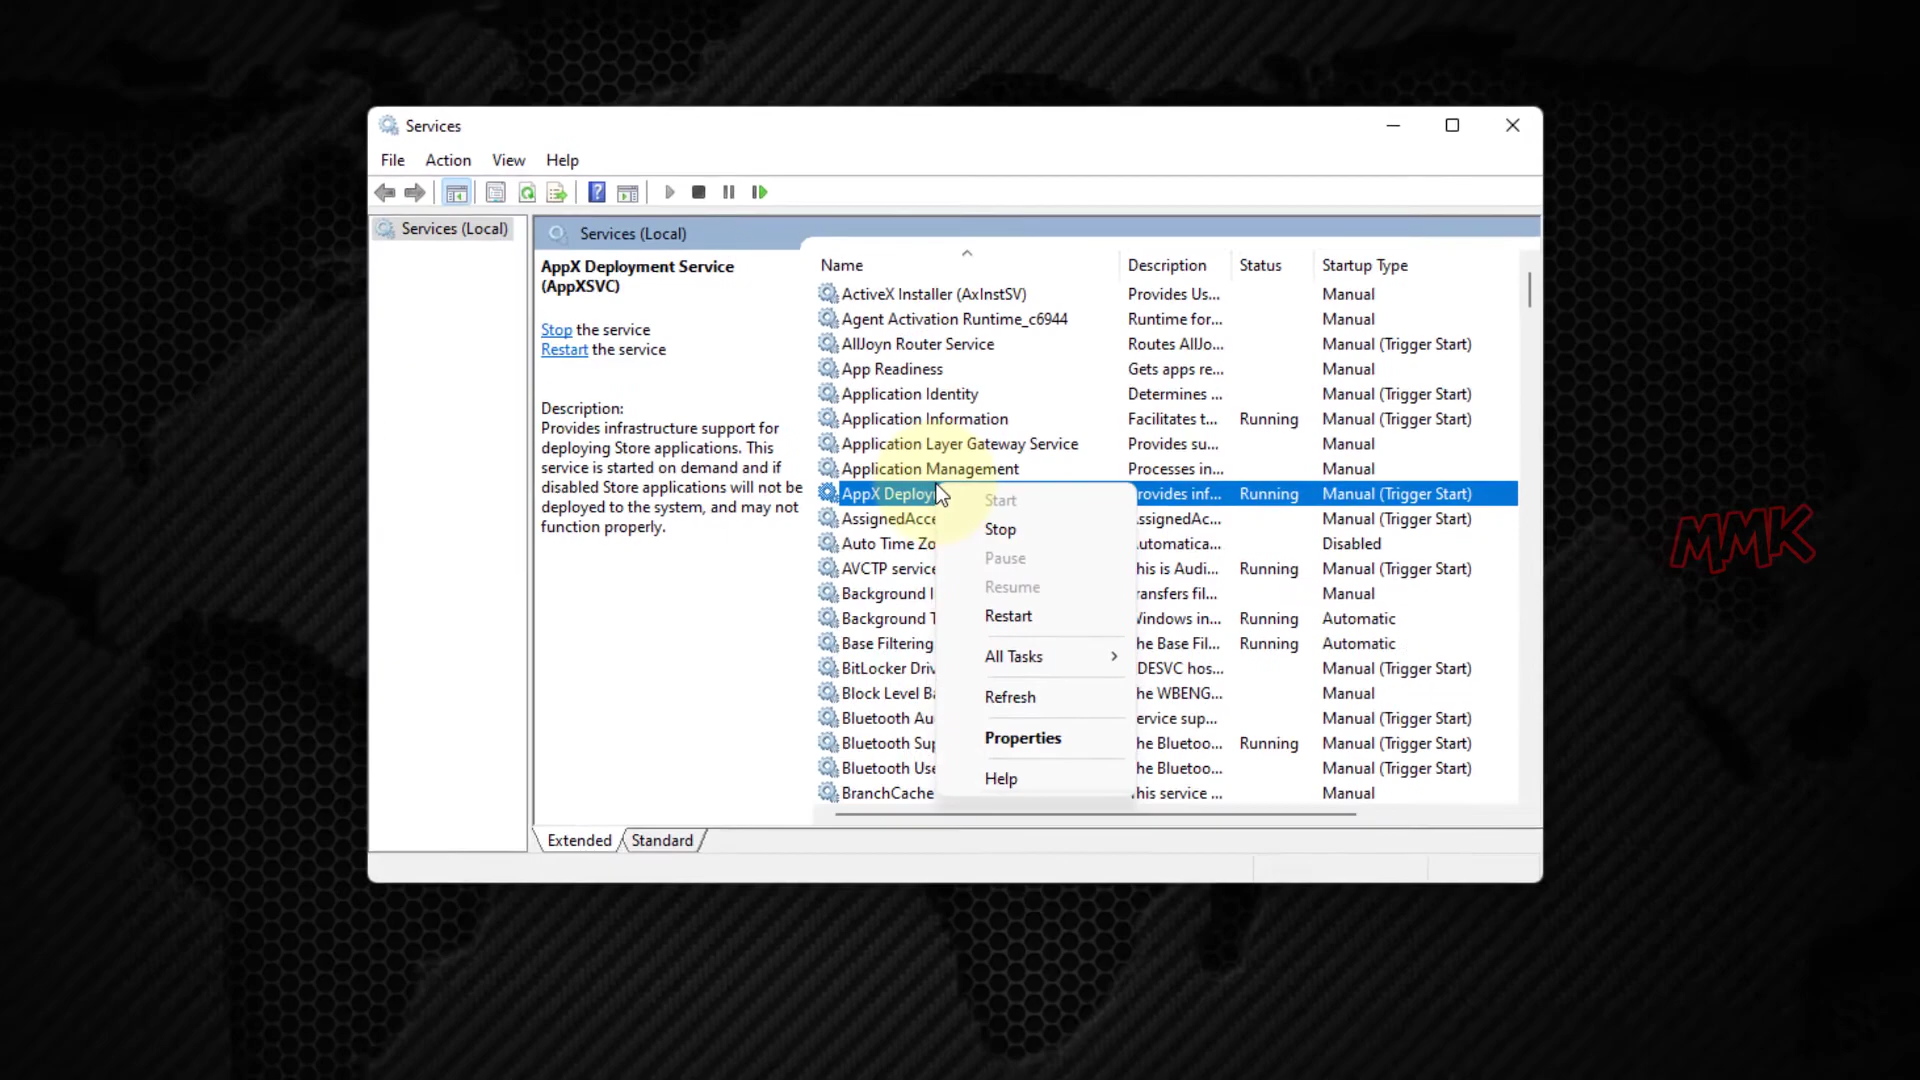 Services
File Action View Help
Services (Local)
Services (Local)
AppX Deployment Service
(AppXSVC)
Stop the service
Restart the service
Description:
Provides infrastructure support for
deploying Store applications. This
service is started on demand and if
disabled Store applications will not be
deployed to the system, and may not
function properly.
Name Description Status Startup Type
ActiveX Installer (AxInstSV) Provides Us... Manual
Agent Activation Runtime_c6944 Runtime for... Manual
AllJoyn Router Service Routes AllJo... Manual (Trigger Start)
App Readiness Gets apps re... Manual
Application Identity Determines ... Manual (Trigger Start)
Application Information Facilitates t... Running Manual (Trigger Start)
Application Layer Gateway Service Provides su... Manual
Application Management Processes in... Manual
AppX Deploy rovides inf... Running Manual (Trigger Start)
AssignedAcce ssignedAc... Manual (Trigger Start)
Auto Time Zo utomatica... Disabled
AVCTP service his is Audi... Running Manual (Trigger Start)
Background I ransfers fil... Manual
Background T Windows in... Running Automatic
Base Filtering he Base Fil... Running Automatic
BitLocker Driv DESVC hos... Manual (Trigger Start)
Block Level Ba he WBENG... Manual
Bluetooth Au ervice sup... Manual (Trigger Start)
Bluetooth Sup he Bluetoo... Running Manual (Trigger Start)
Bluetooth Use he Bluetoo... Manual (Trigger Start)
BranchCache his service ... Manual
Start
Stop
Pause
Resume
Restart
All Tasks
Refresh
Properties
Help
Extended Standard
MMK